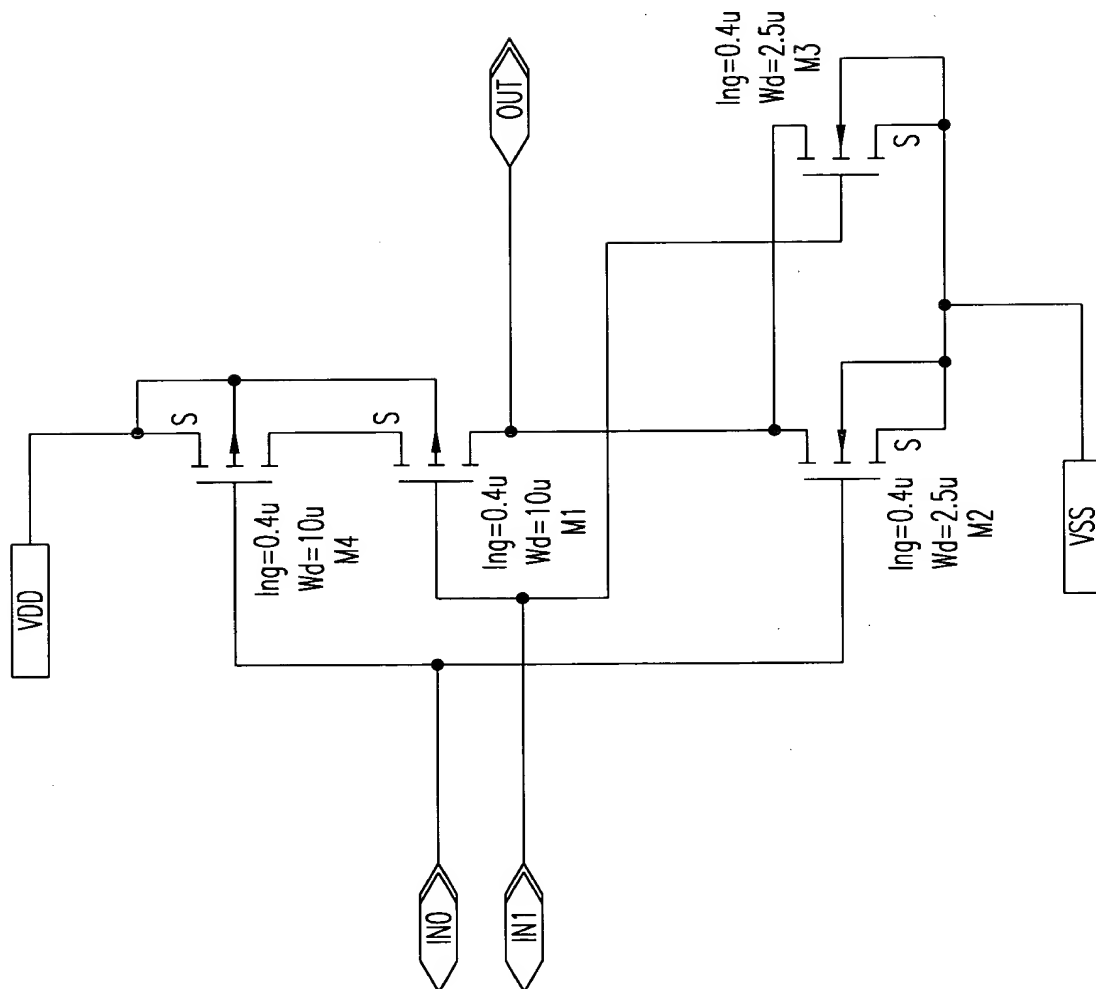 VDD
S
lng=0.4u
Wd=10u
M4
S
lng=0.4u
Wd=10u
M1
OUT
lng=0.4u
Wd=2.5u
M3
S
S
lng=0.4u
Wd=2.5u
M2
IN0
IN1
VSS